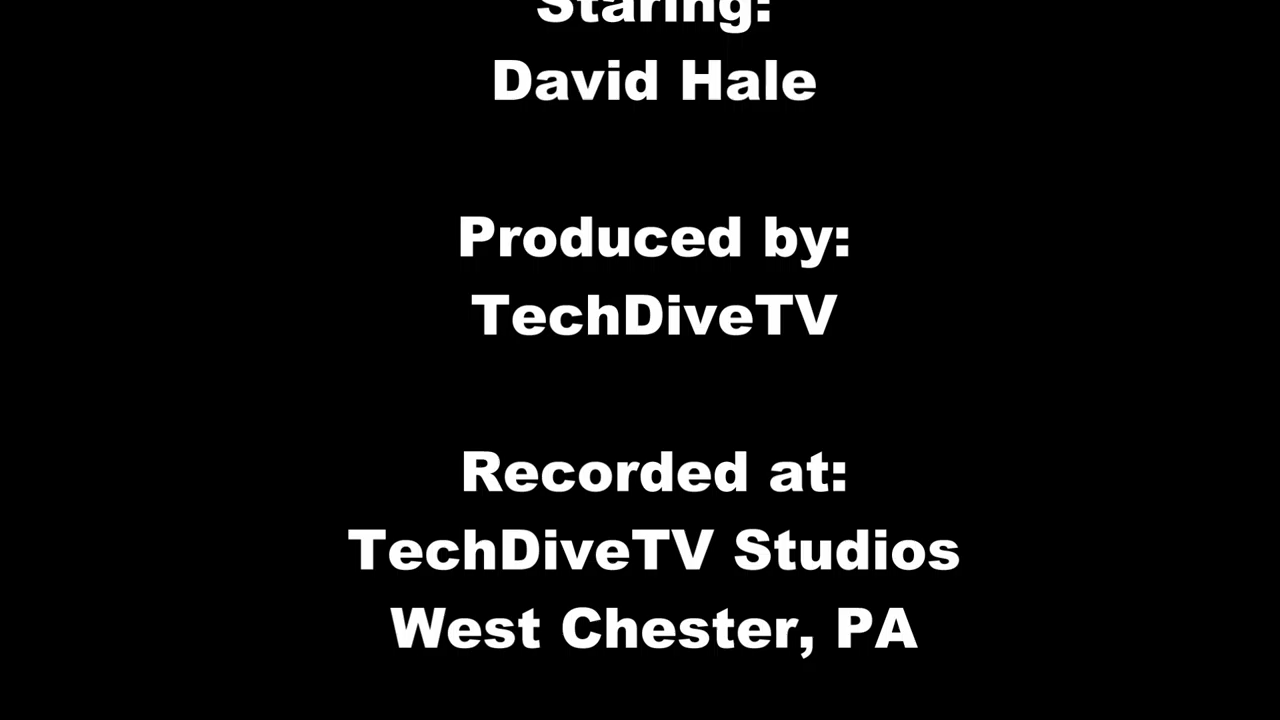 Staring:
David Hale
Produced by:
TechDiveTV
Recorded at:
TechDiveTV Studios
West Chester, PA